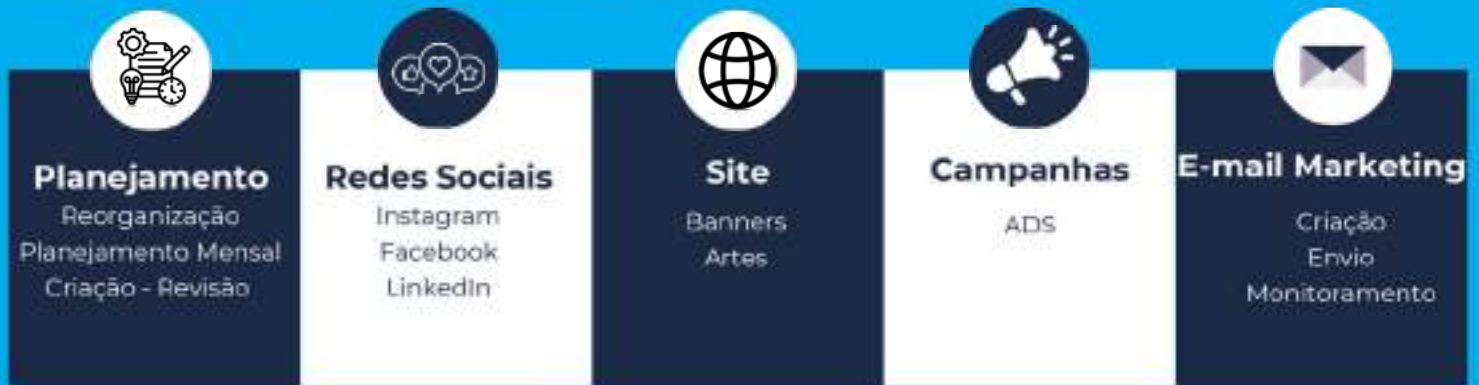 Planejamento
Reorganização
Planejamento Mensal
Criação - Revisão
Redes Sociais
Instagram
Facebook
LinkedIn
Site
Banners
Artes
Campanhas
ADS
E-mail Marketing
Criação
Envio
Monitoramento